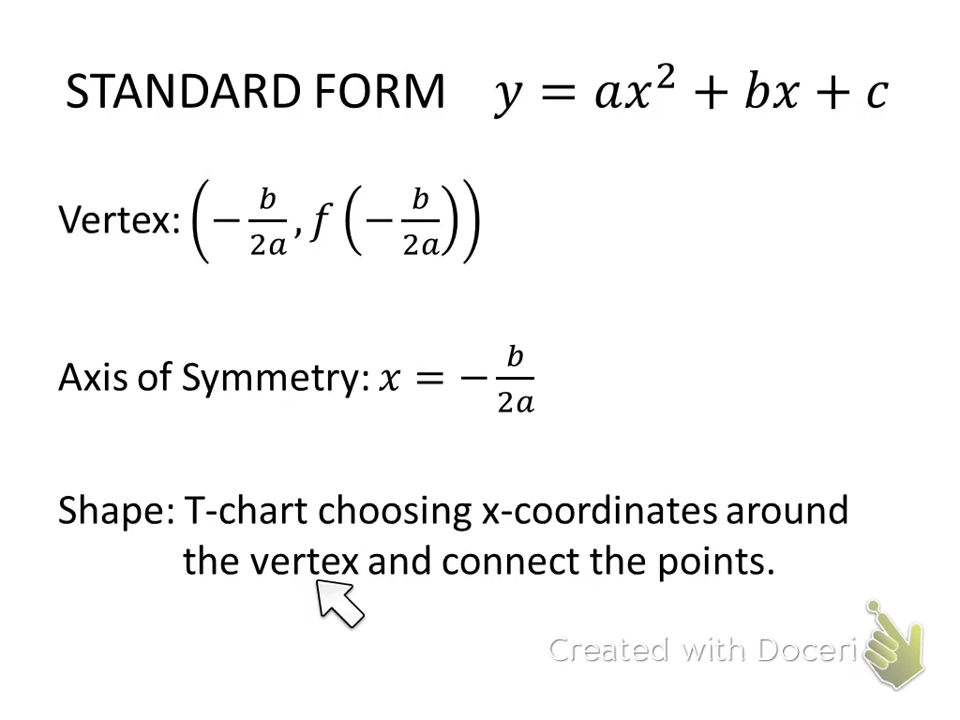 STANDARD FORM y = ax² + bx + c
Vertex: (−b/2a, f(−b/2a))
Axis of Symmetry: x = −b/2a
Shape: T-chart choosing x-coordinates around
the vertex and connect the points.
Created with Doceri